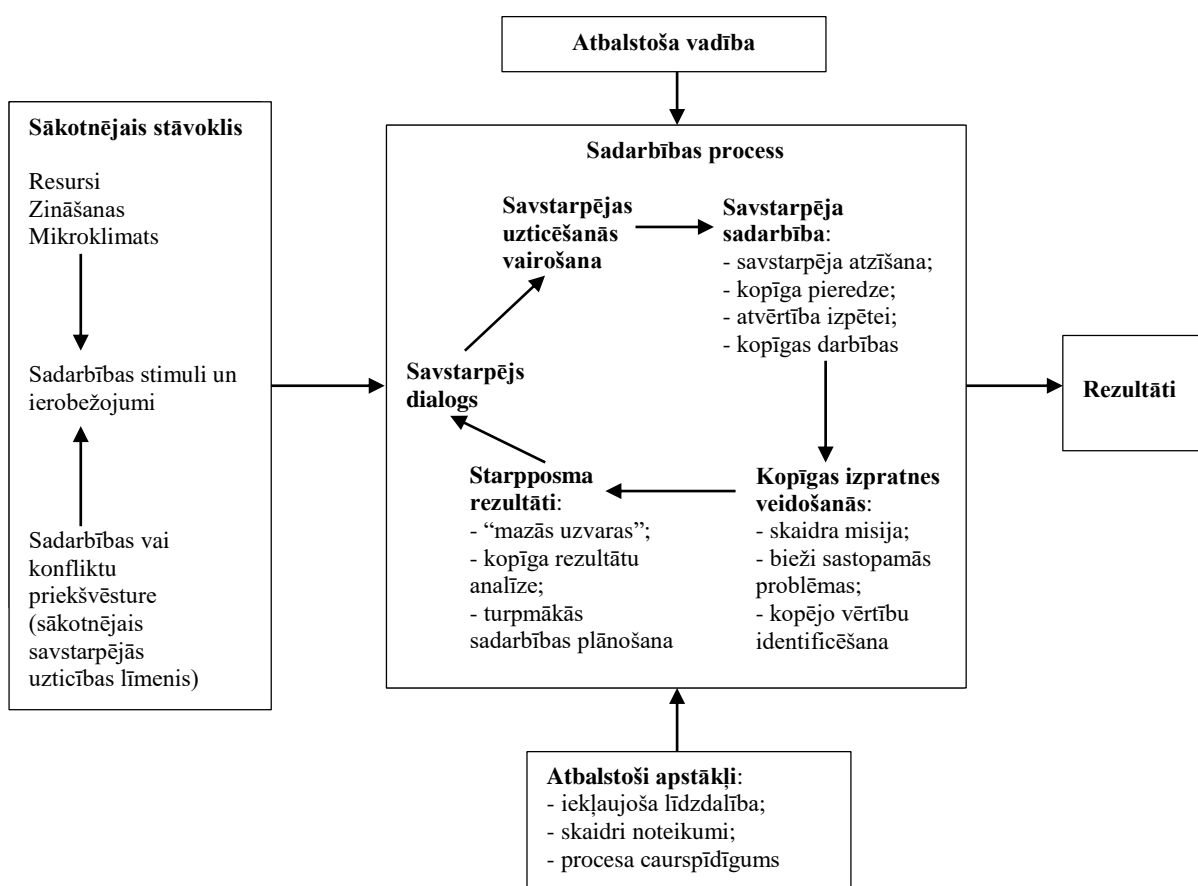 Atbalstoša vadība
Sākotnējais stāvoklis
Resursi
Zināšanas
Mikroklimats
Sadarbības stimuli un
ierobežojumi
Sadarbības vai
konfliktu
priekšvēsture
(sākotnējais
savstarpējās
uzticības līmenis)
Sadarbības process
Savstarpējs
dialogs
Savstarpējas
uzticēšanās
vairošana
Savstarpēja
sadarbība:
- savstarpēja atzīšana;
- kopīga pieredze;
- atvērtība izpētei;
- kopīgas darbības
Kopīgas izpratnes
veidošanās:
- skaidra misija;
- bieži sastopamās
problēmas;
- kopējo vērtību
identificēšana
Starpposma
rezultāti:
- “mazās uzvaras”;
- kopīga rezultātu
analīze;
- turpmākās
sadarbības plānošana
Rezultāti
Atbalstoši apstākļi:
- iekļaujoša līdzdalība;
- skaidri noteikumi;
- procesa caurspīdīgums